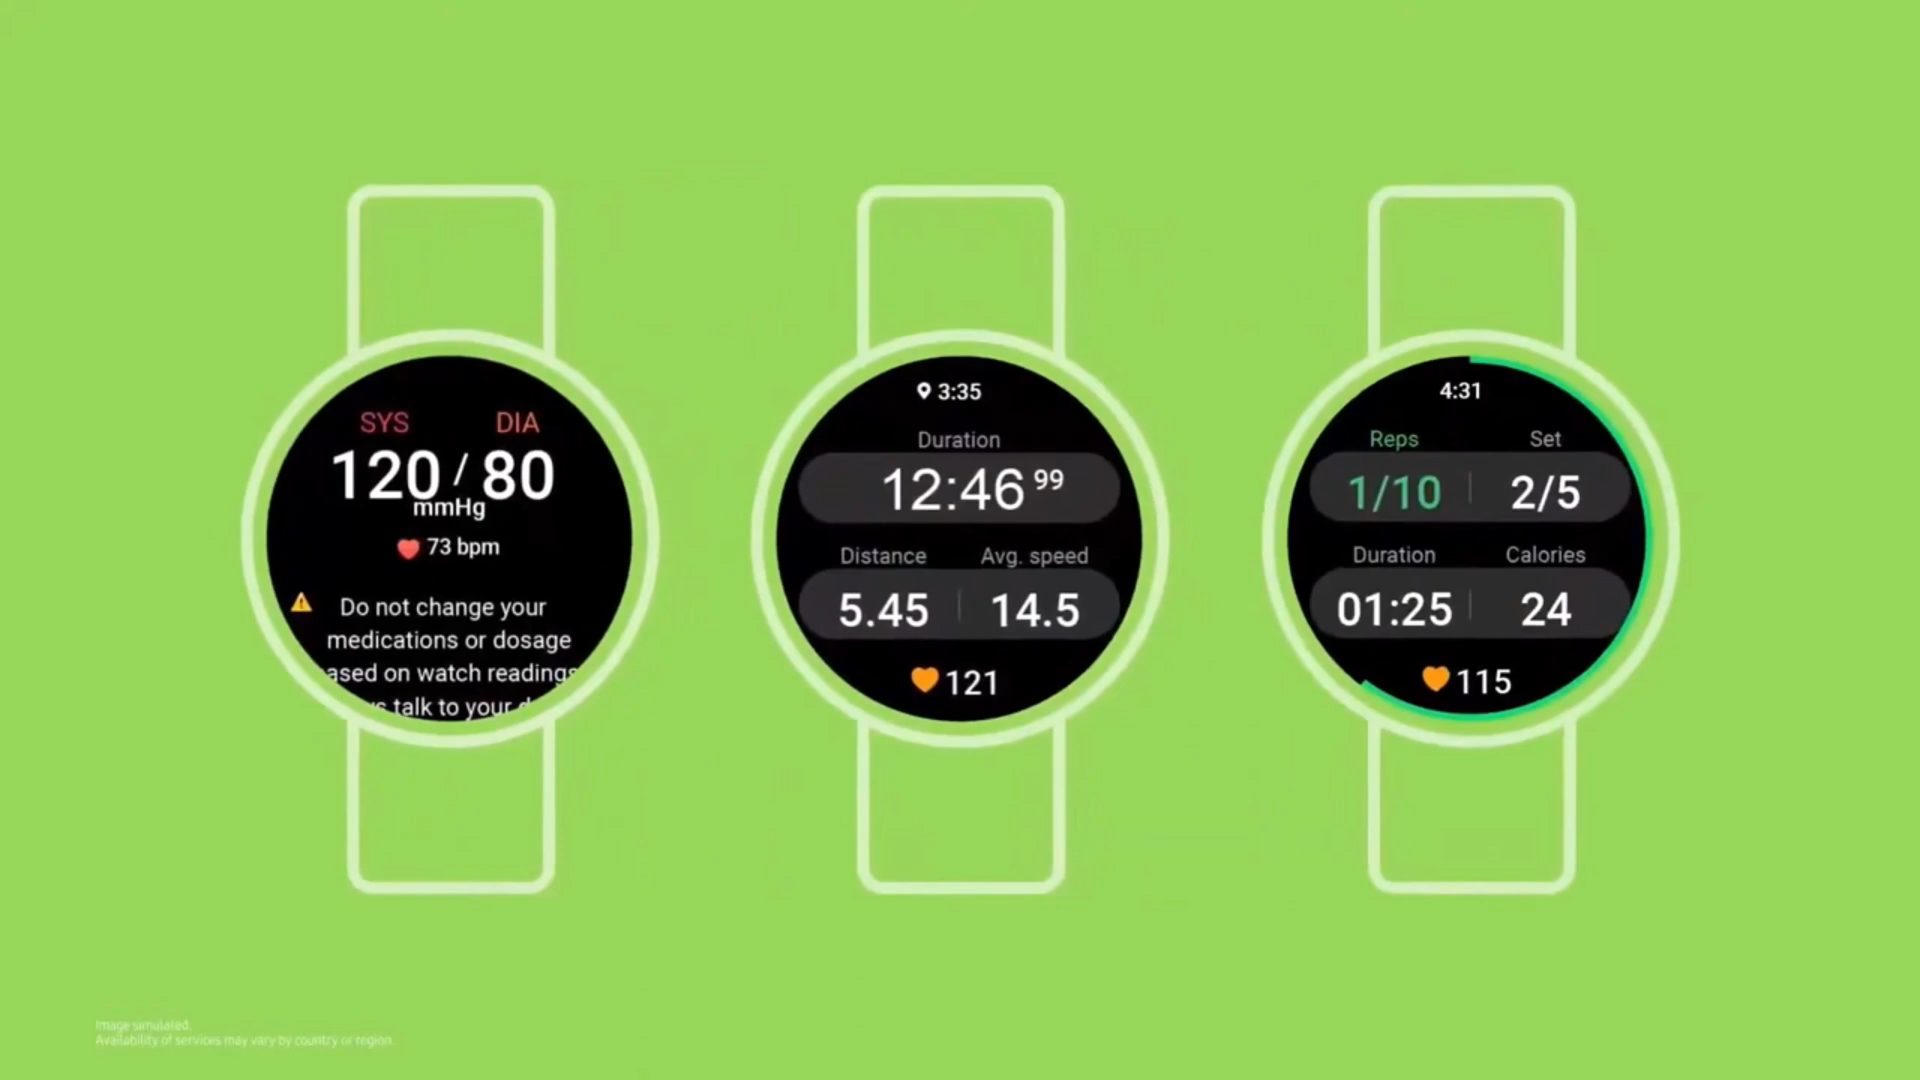 SYS DIA
120/80
mmHg
73 bpm
Do not change your
medications or dosage
ased on watch readings
talk to your
3:35
Duration
12:46 99
Distance Avg. speed
5.45 14.5
121
4:31
Reps Set
1/10 2/5
Duration Calories
01:25 24
115
Image simulated.
Availability of services may vary by country or region.